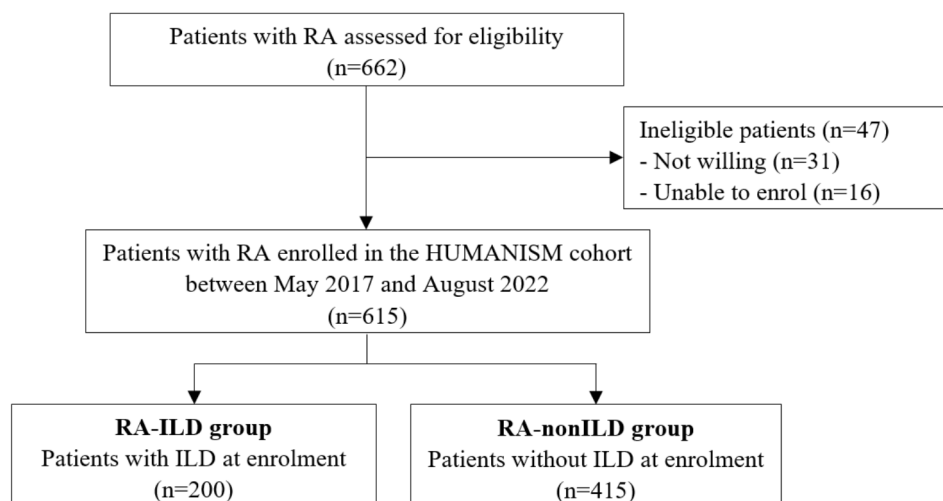 Patients with RA assessed for eligibility
(n=662)
Ineligible patients (n=47)
- Not willing (n=31)
- Unable to enrol (n=16)
Patients with RA enrolled in the HUMANISM cohort
between May 2017 and August 2022
(n=615)
RA-ILD group
Patients with ILD at enrolment
(n=200)
RA-nonILD group
Patients without ILD at enrolment
(n=415)